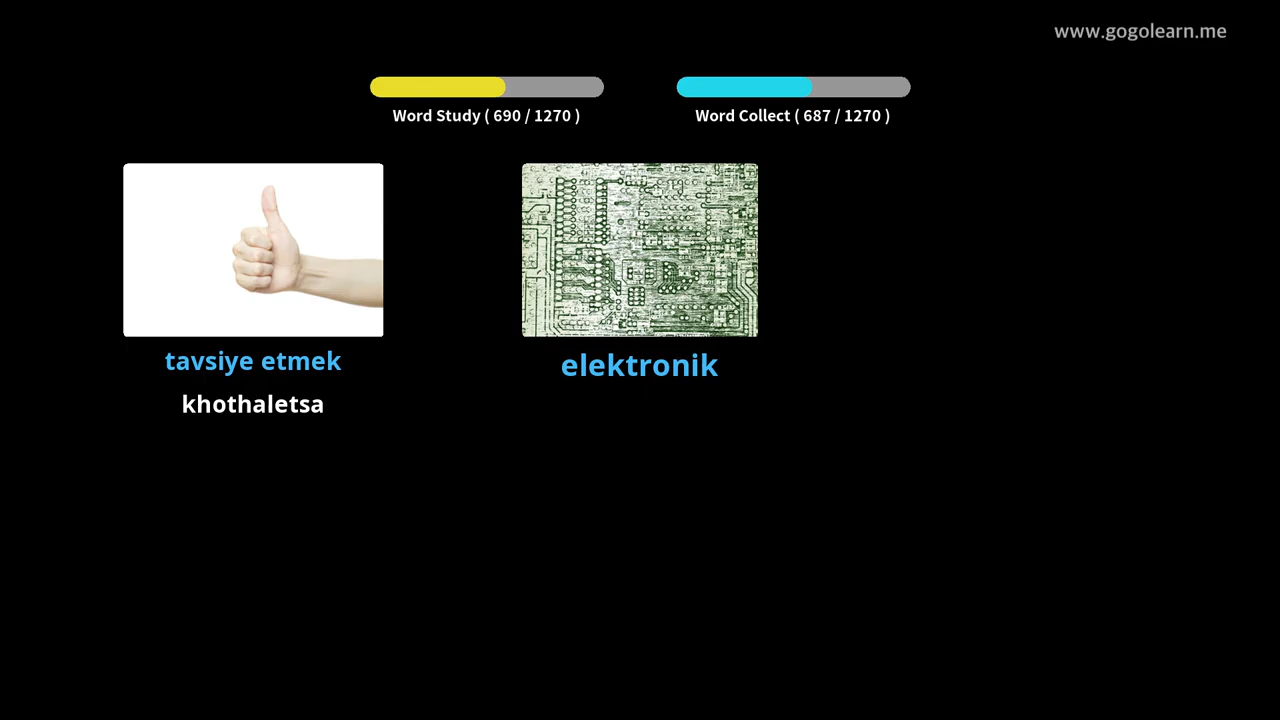 www.gogolearn.me
Word Study ( 690 / 1270 )
Word Collect ( 687 / 1270 )
tavsiye etmek
khothaletsa
elektronik